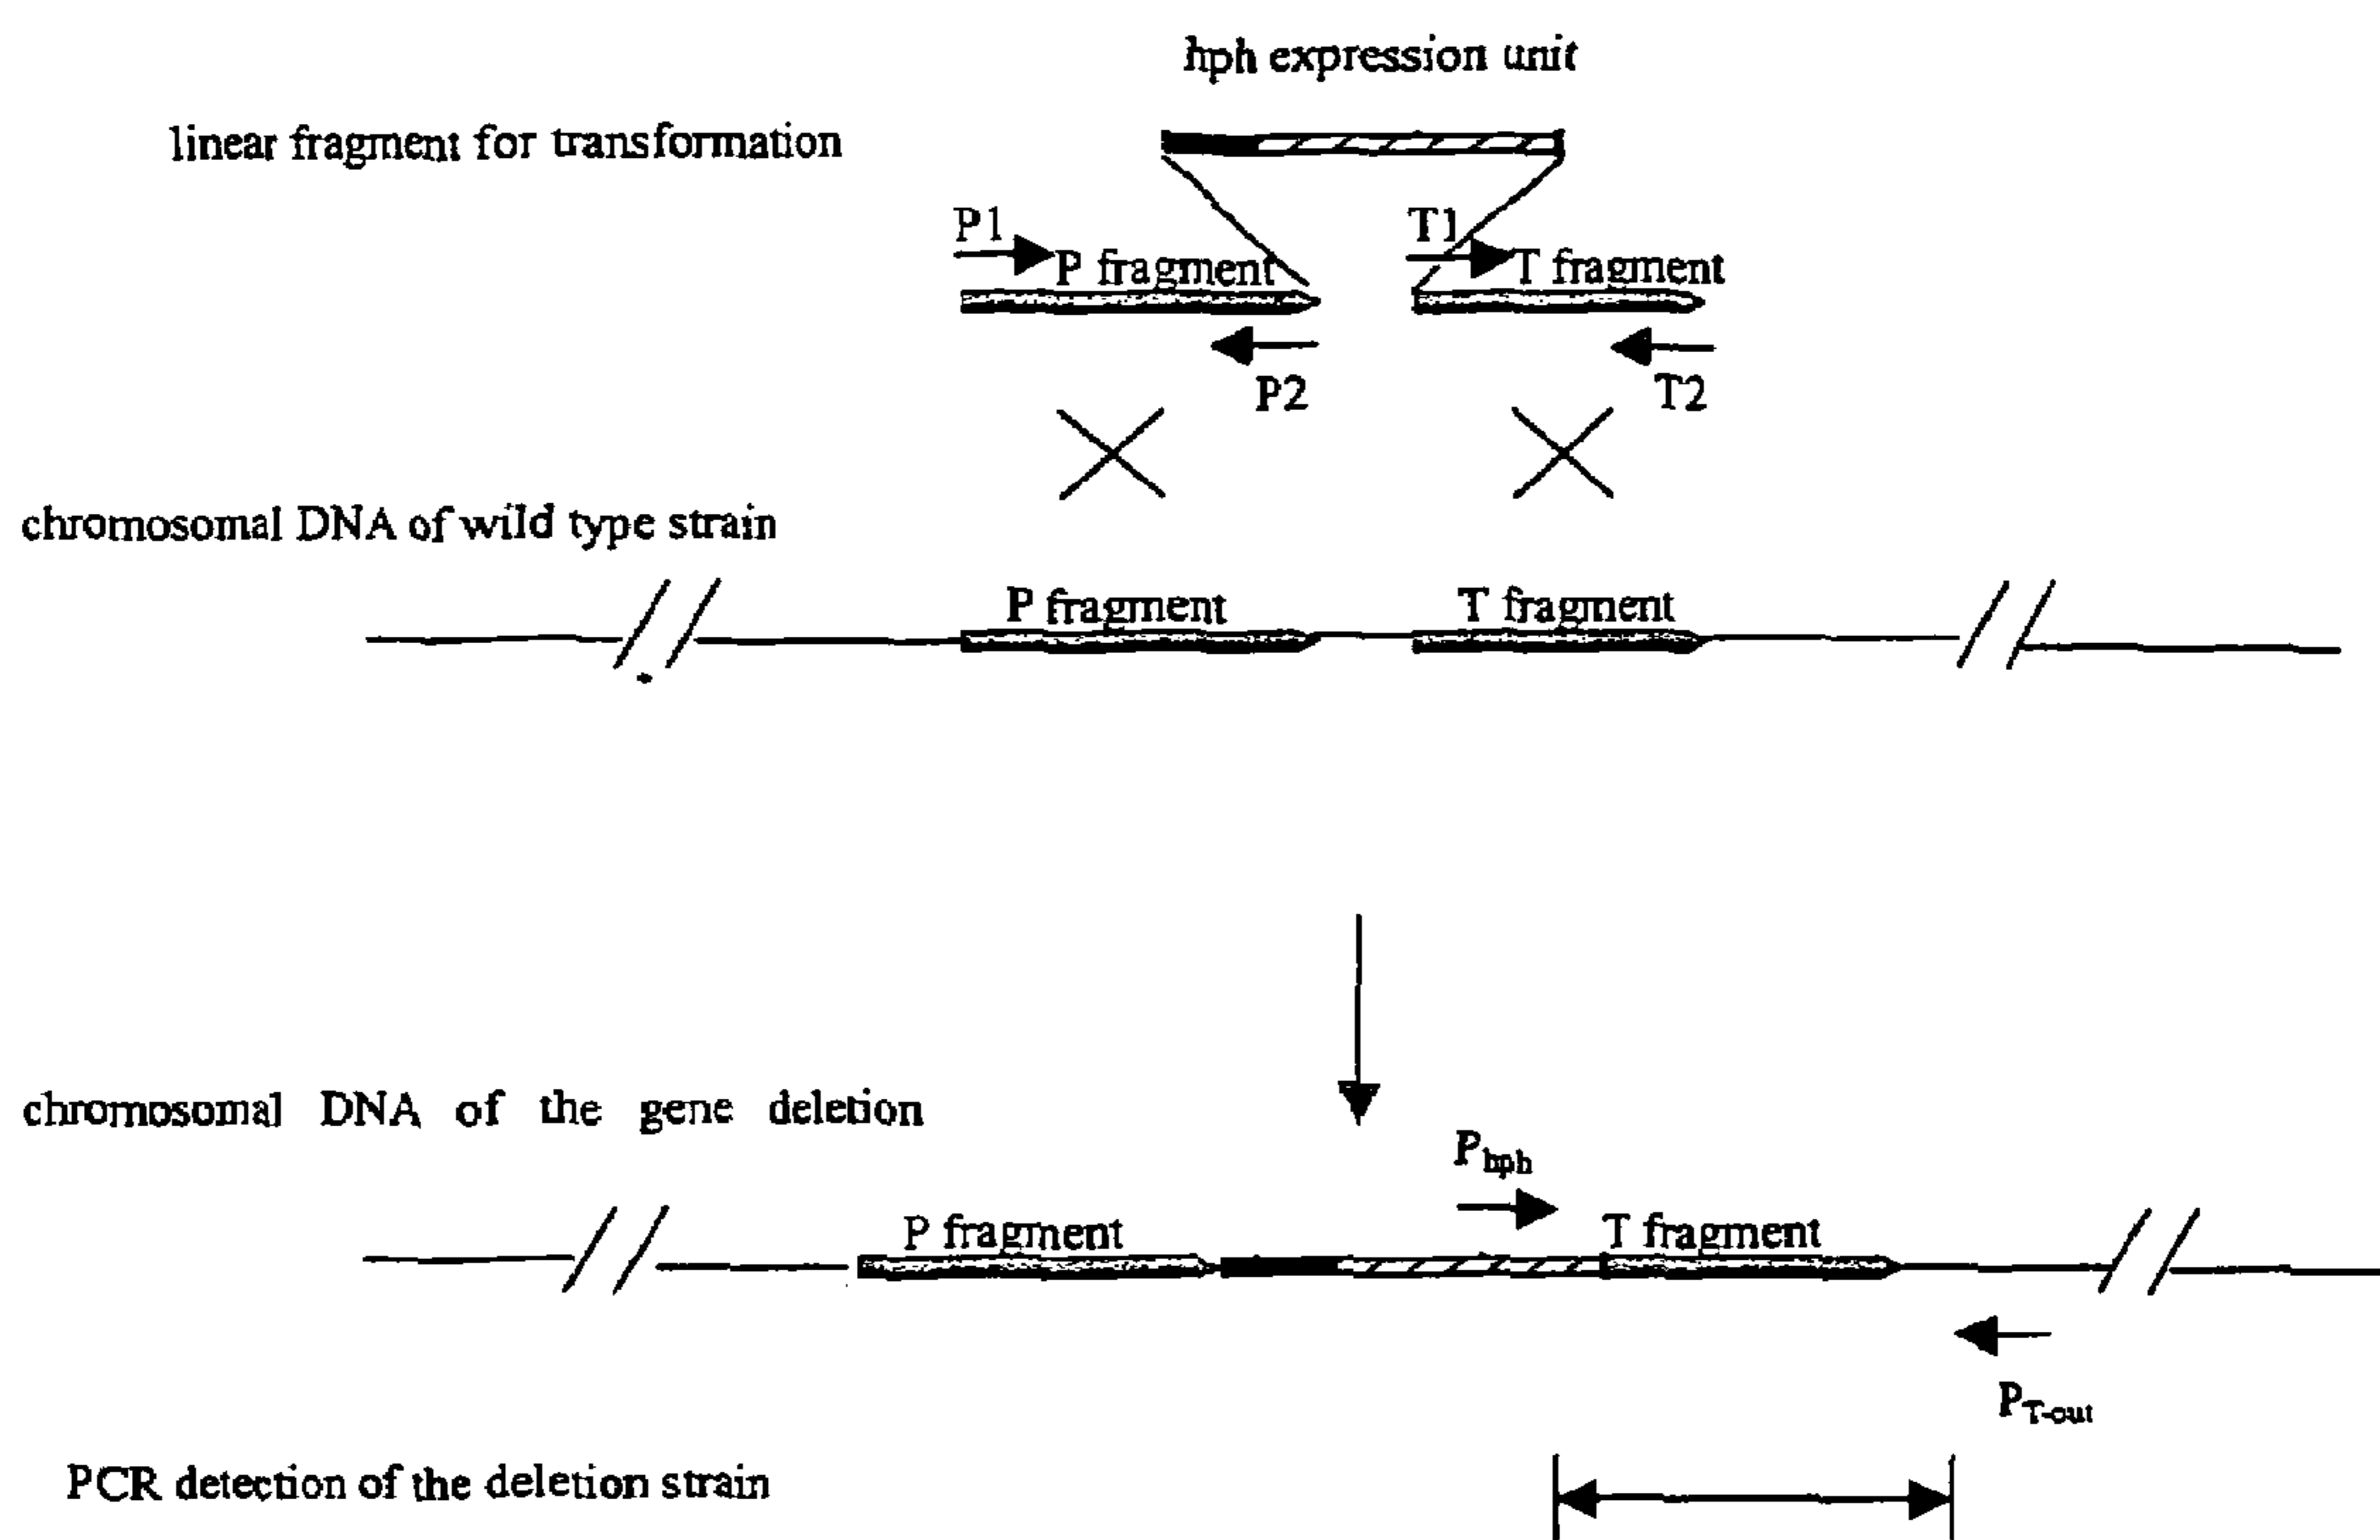 hph expression unit
linear fragment for transformation
P1
T1
P fragment
T fragment
P2
T2
chromosomal DNA of wild type strain
P fragment
T fragment
chromosomal DNA of the gene deletion
Phph
P fragment
T fragment
PT-out
PCR detection of the deletion strain